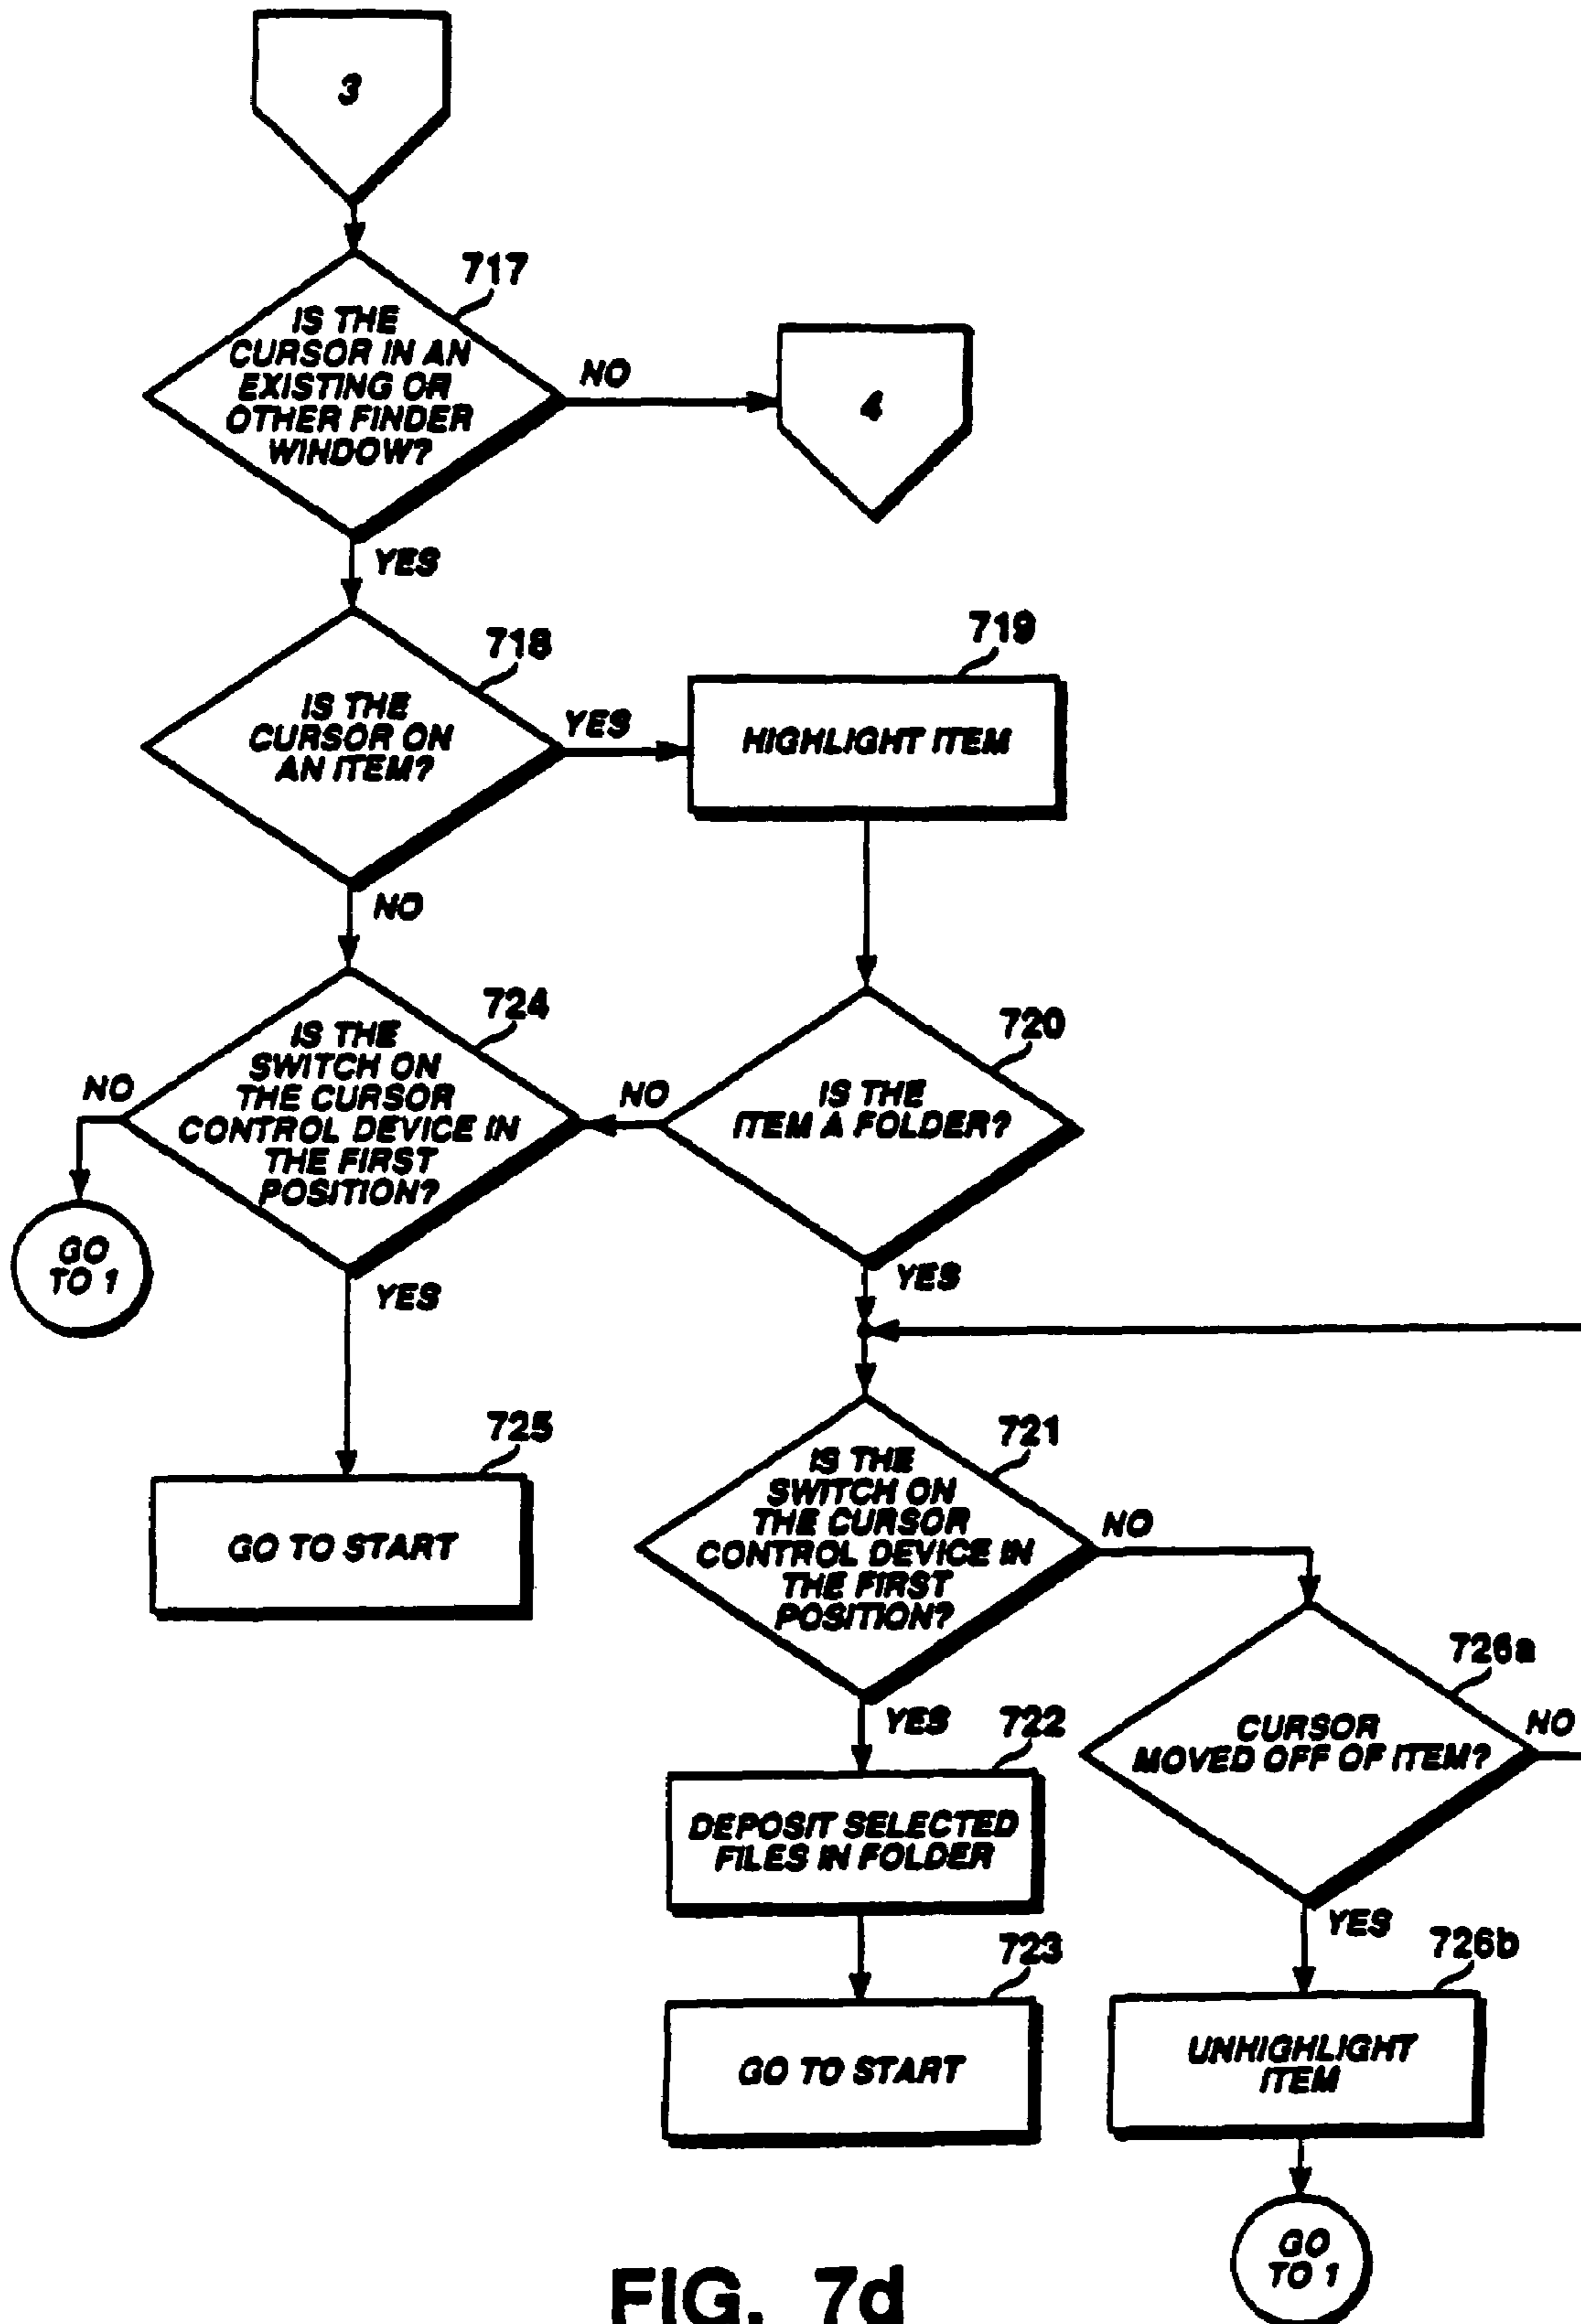 3
717
IS THE
CURSOR IN AN
EXISTING OR
OTHER FINDER
WINDOW?
NO
4
YES
718
IS THE
CURSOR ON
AN ITEM?
YES
719
HIGHLIGHT ITEM
NO
724
IS THE
SWITCH ON
THE CURSOR
CONTROL DEVICE IN
THE FIRST
POSITION?
NO
GO
TO 1
YES
NO
720
IS THE
ITEM A FOLDER?
YES
725
GO TO START
721
IS THE
SWITCH ON
THE CURSOR
CONTROL DEVICE IN
THE FIRST
POSITION?
NO
726a
CURSOR
MOVED OFF OF ITEM?
NO
YES
722
DEPOSIT SELECTED
FILES IN FOLDER
YES
723
GO TO START
726b
UNHIGHLIGHT
ITEM
GO
TO 1
FIG. 7d